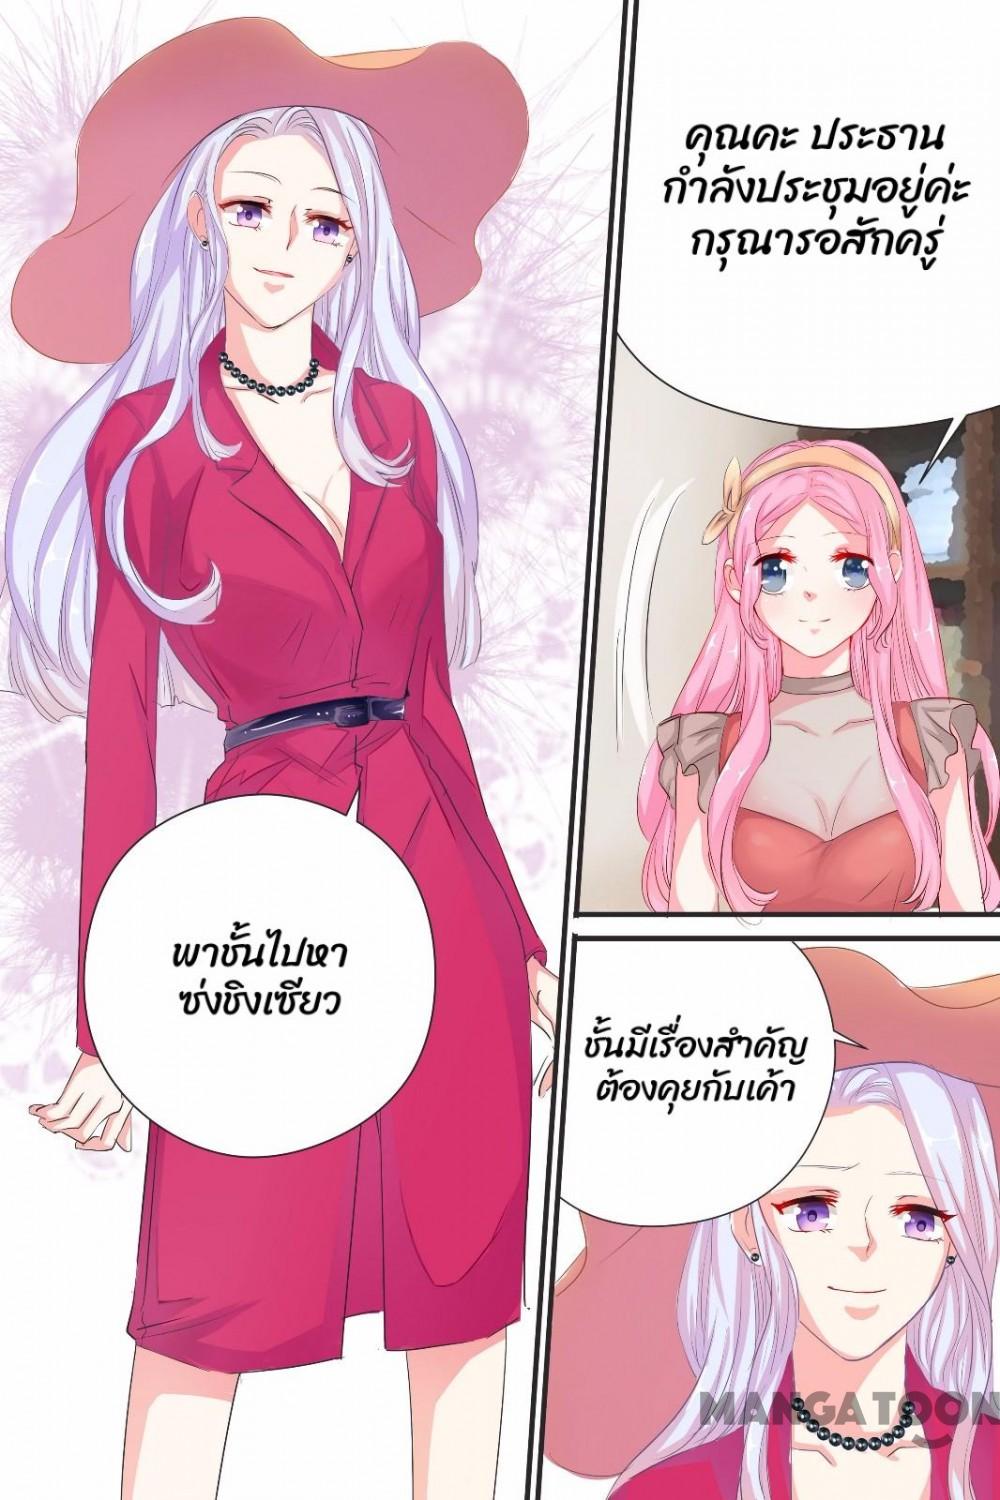 พาชั้นไปหา
ซ่งชิงเซียว
คุณคะ ประธาน
กำลังประชุมอยู่ค่ะ
กรุณารอสักครู่
ชั้นมีเรื่องสำคัญ
ต้องคุยกับเค้า
MANGATOON